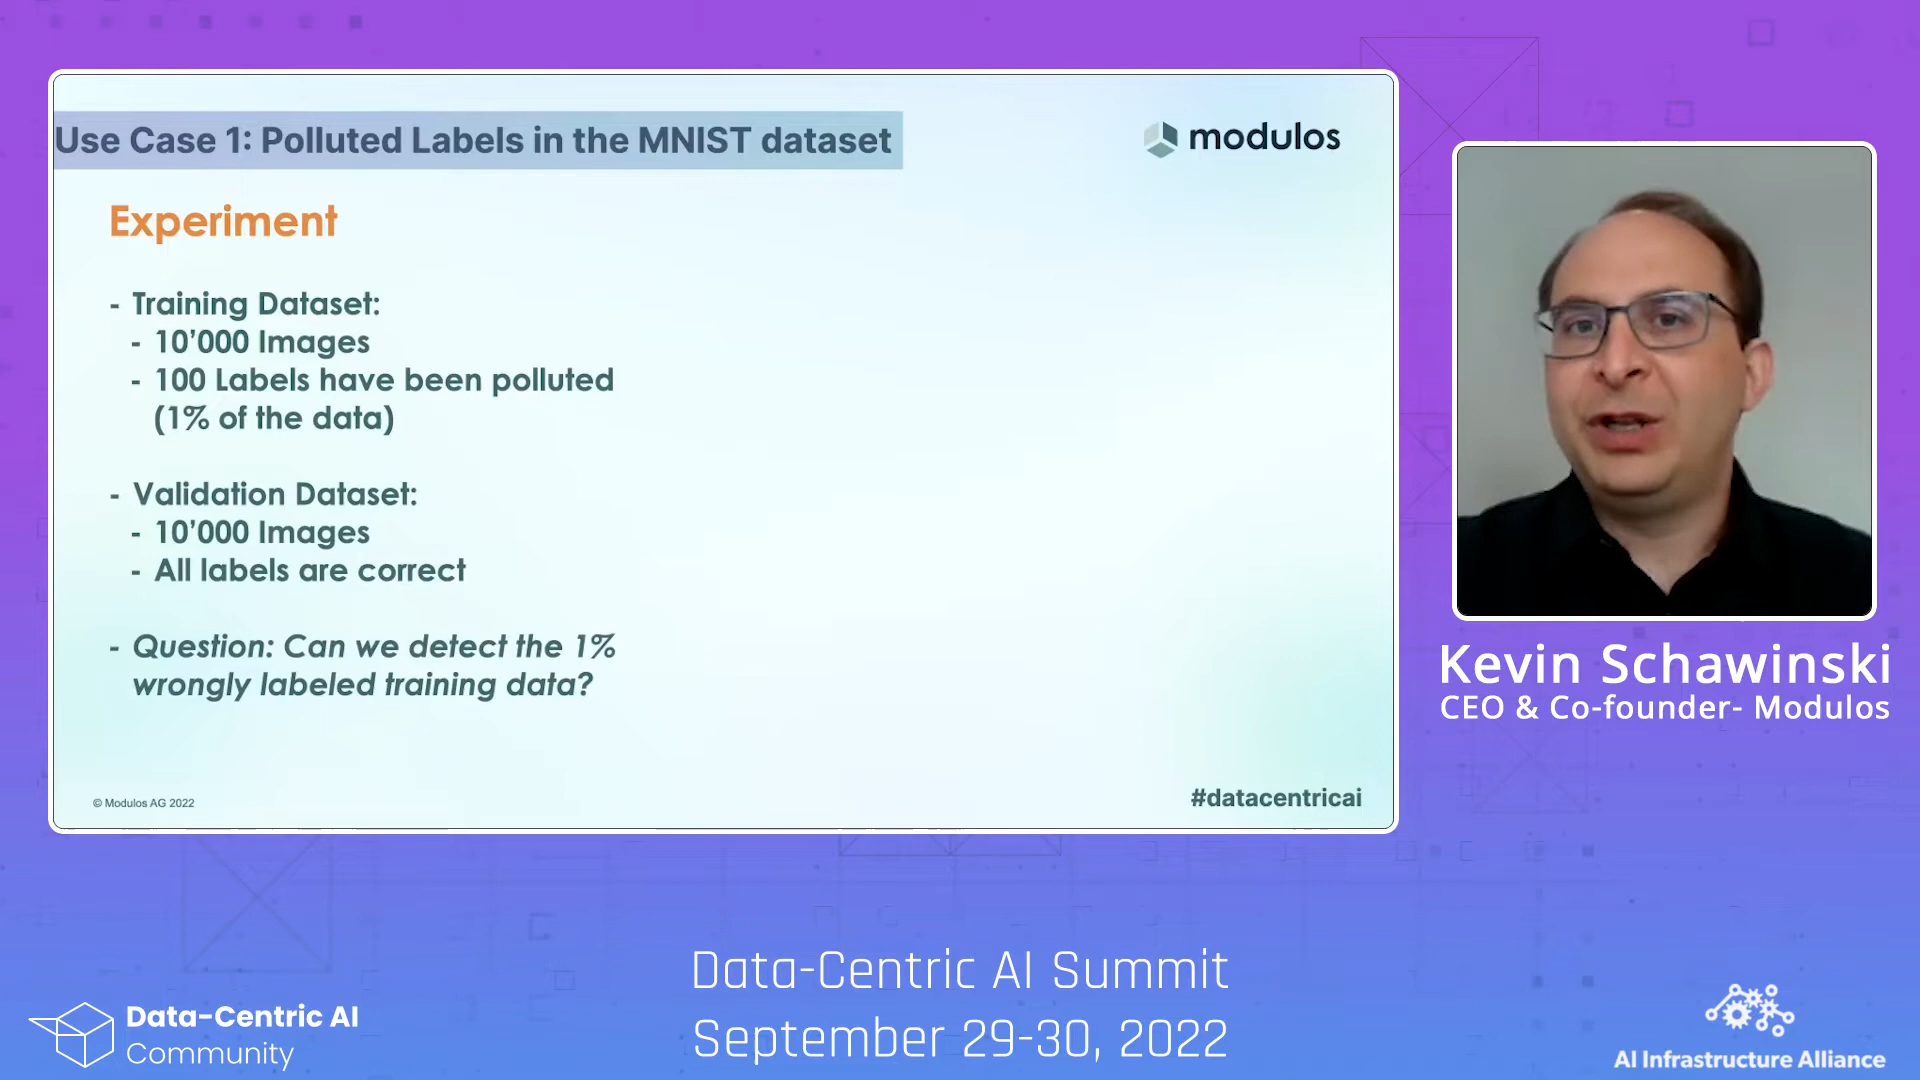 Use Case 1: Polluted Labels in the MNIST dataset
modulos
Experiment
- Training Dataset:
- 10’000 Images
- 100 Labels have been polluted
(1% of the data)
- Validation Dataset:
- 10’000 Images
- All labels are correct
- Question: Can we detect the 1%
wrongly labeled training data?
© Modulos AG 2022
#datacentricai
Kevin Schawinski
CEO & Co-founder- Modulos
Data-Centric AI Summit
September 29-30, 2022
Data-Centric AI
Community
AI Infrastructure Alliance